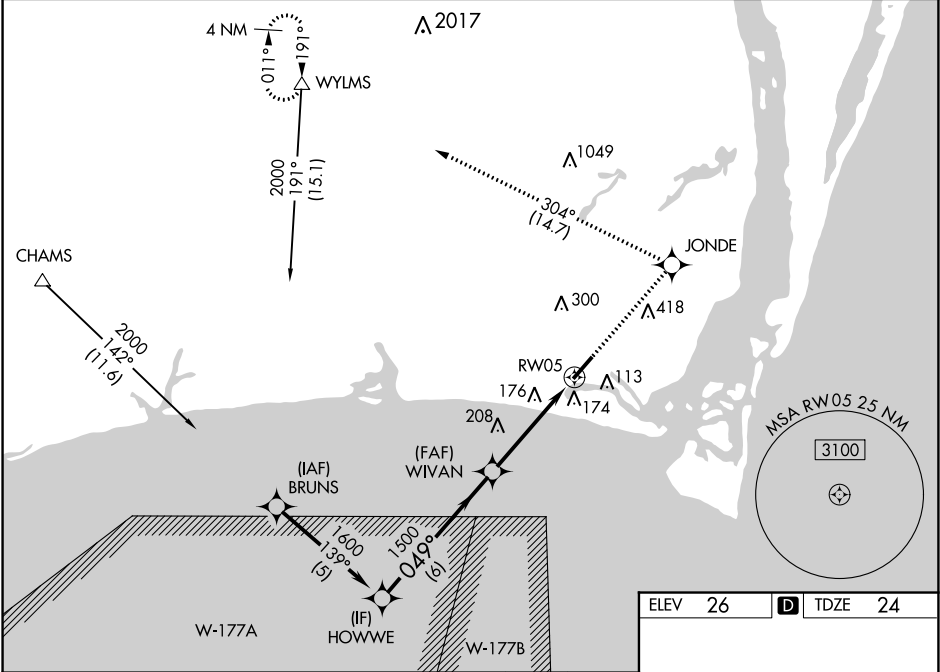 4 NM
011°
191°
WYLMS
2017
2000
191°
(15.1)
1049
304°
(14.7)
JONDE
CHAMS
2000
142°
(11.6)
300
418
RW05
113
176
174
208
MSA RW05 25 NM
3100
(FAF)
WIVAN
(IAF)
BRUNS
1600
139°
(5)
1500
049°
(6)
(IF)
HOWWE
W-177A
W-177B
ELEV 26 D TDZE 24